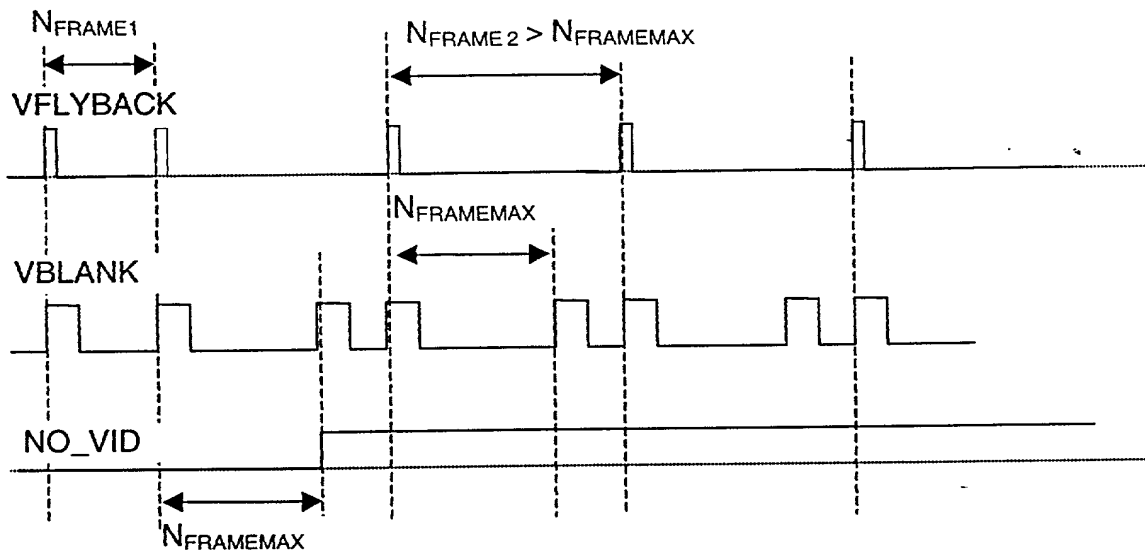 NFRAME1
NFRAME 2 > NFRAMEMAX
VFLYBACK
NFRAMEMAX
VBLANK
NO_VID
NFRAMEMAX